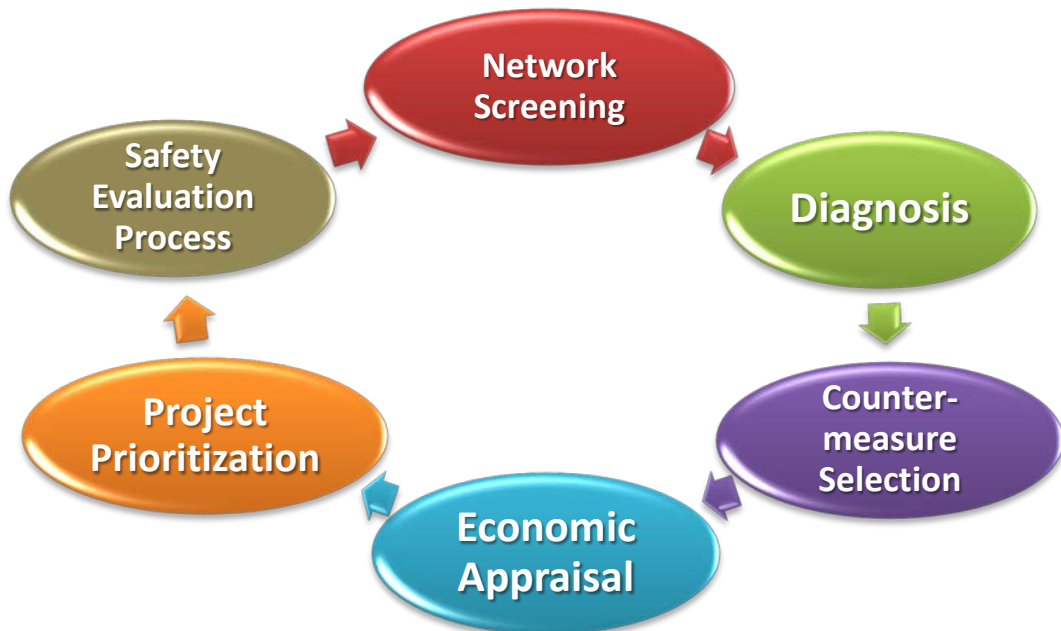 Network
Screening
Diagnosis
Counter-
measure
Selection
Economic
Appraisal
Project
Prioritization
Safety
Evaluation
Process